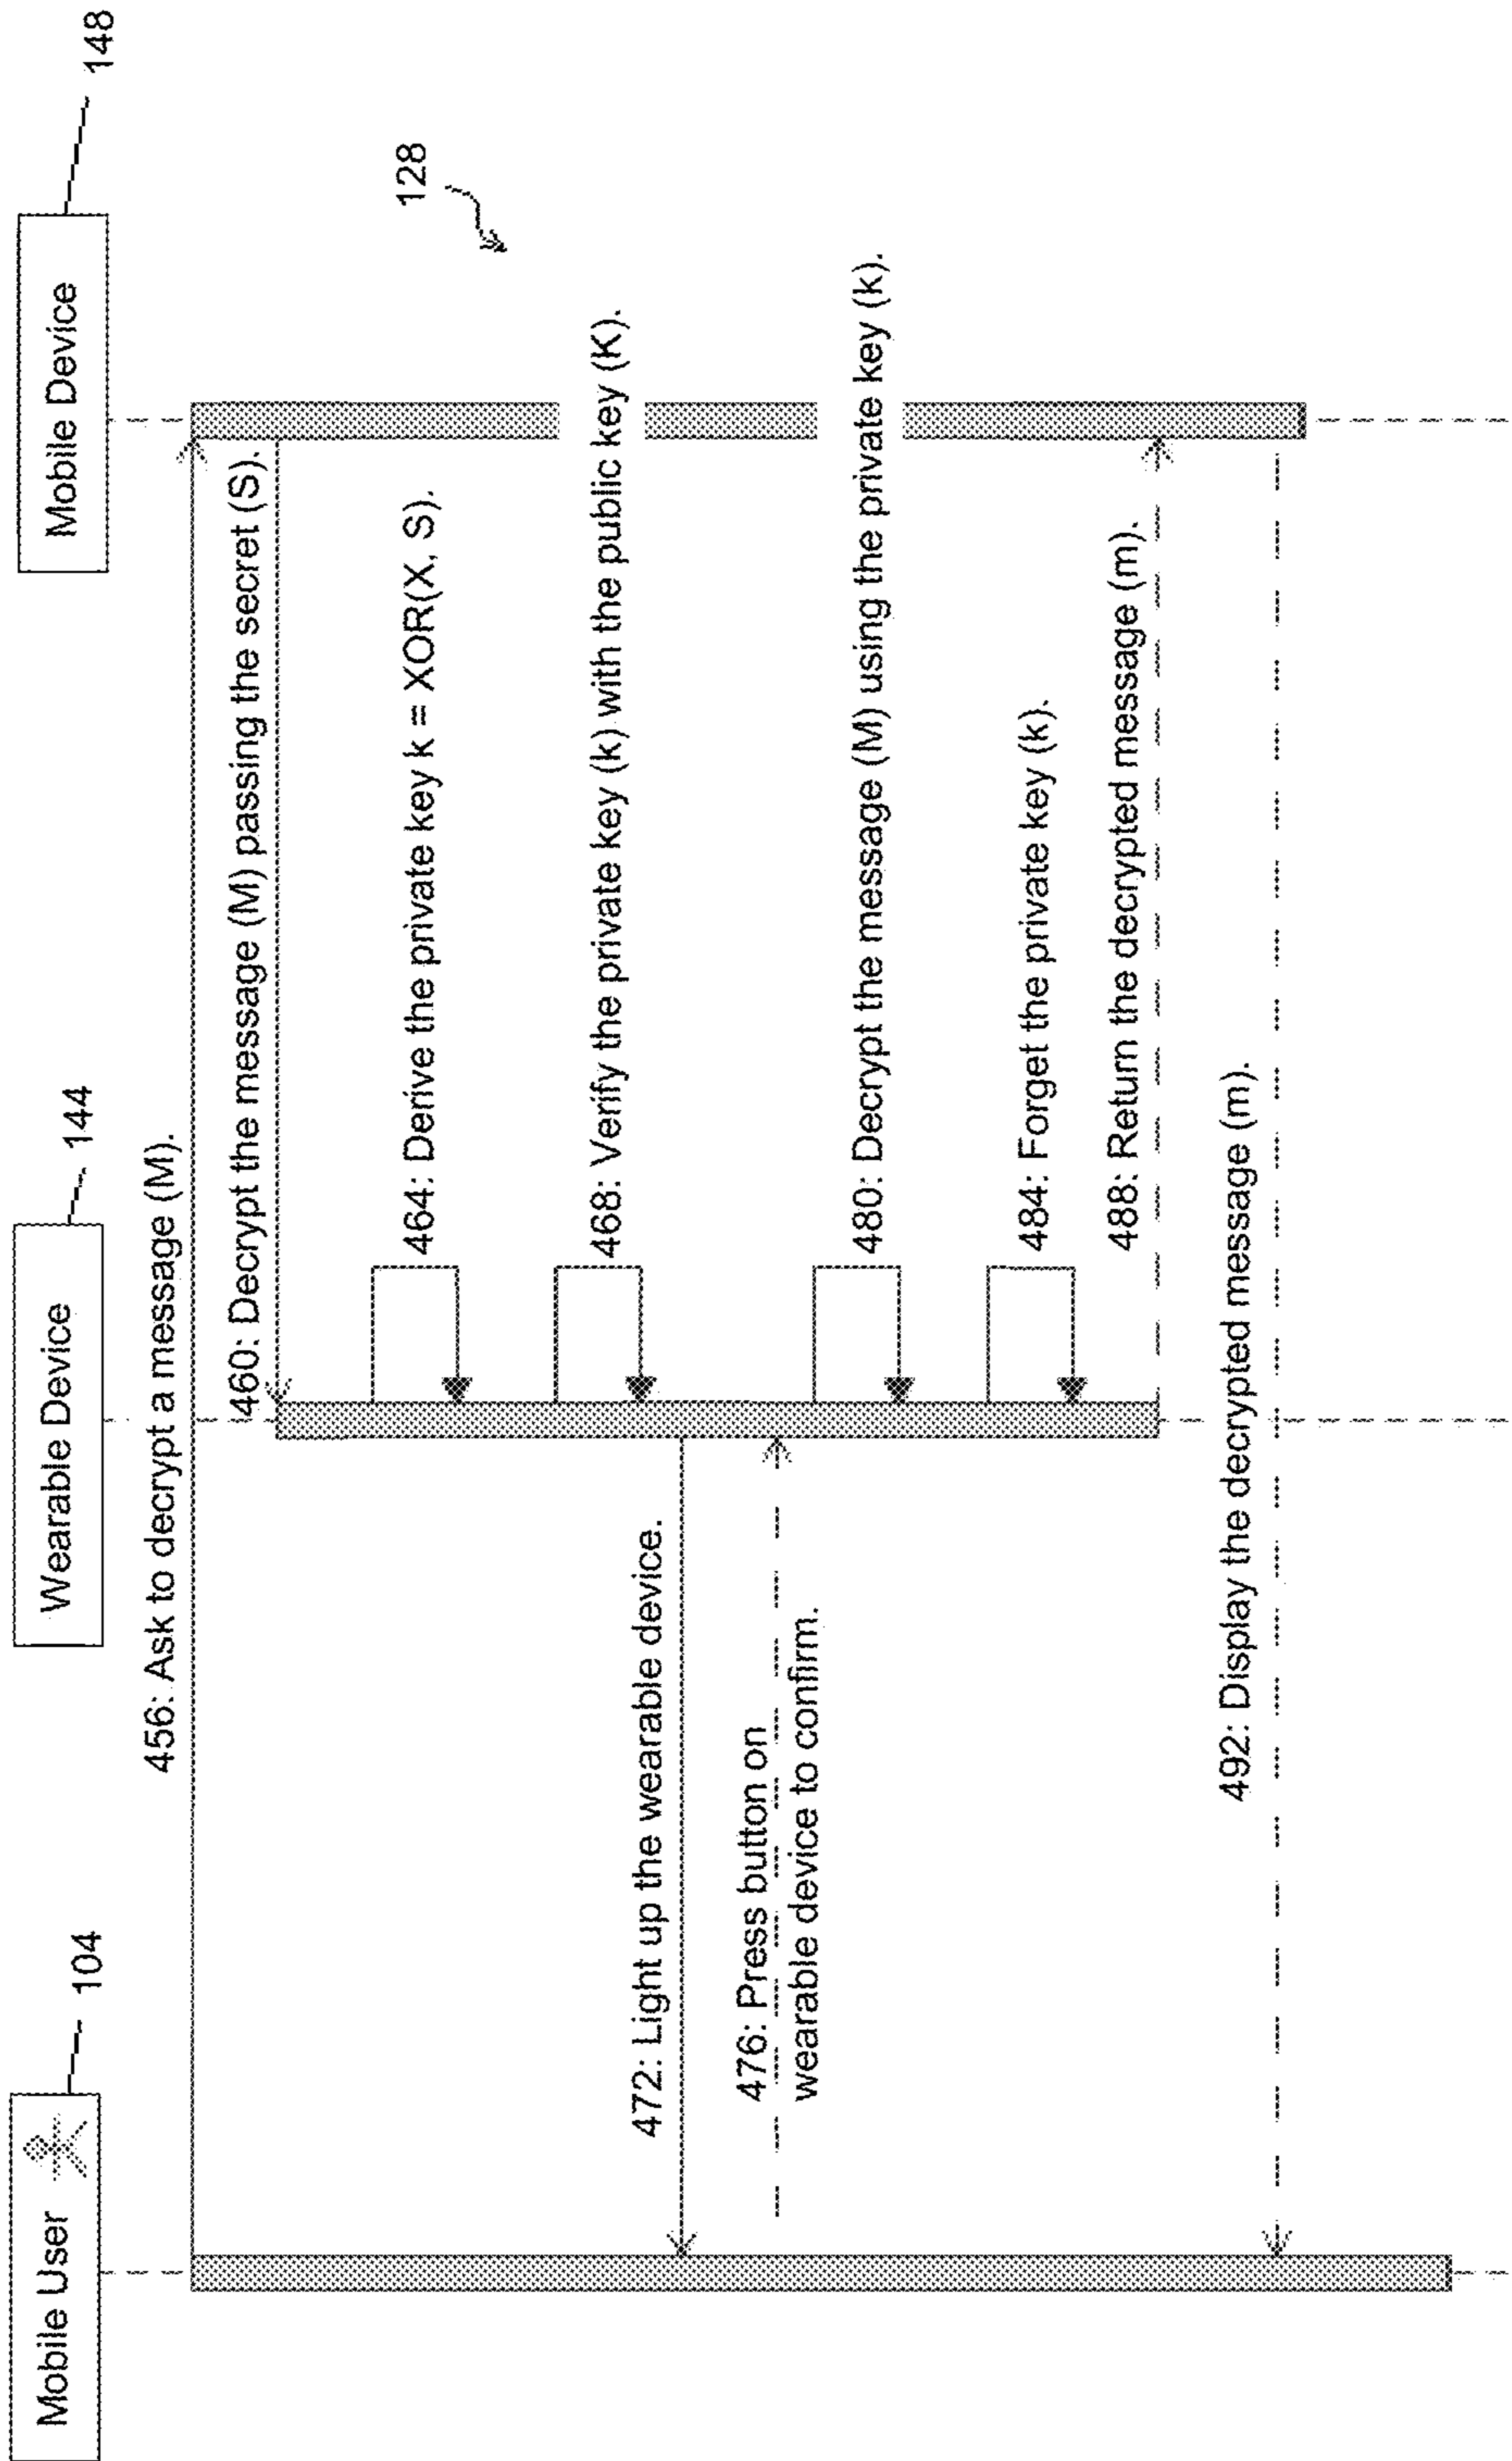 Mobile User
104
Wearable Device
144
Mobile Device
148
456: Ask to decrypt a message (M).
460: Decrypt the message (M) passing the secret (S).
128
464: Derive the private key k = XOR(X, S).
468: Verify the private key (k) with the public key (K).
472: Light up the wearable device.
476: Press button on
wearable device to confirm.
480: Decrypt the message (M) using the private key (k).
484: Forget the private key (k).
488: Return the decrypted message (m).
492: Display the decrypted message (m).